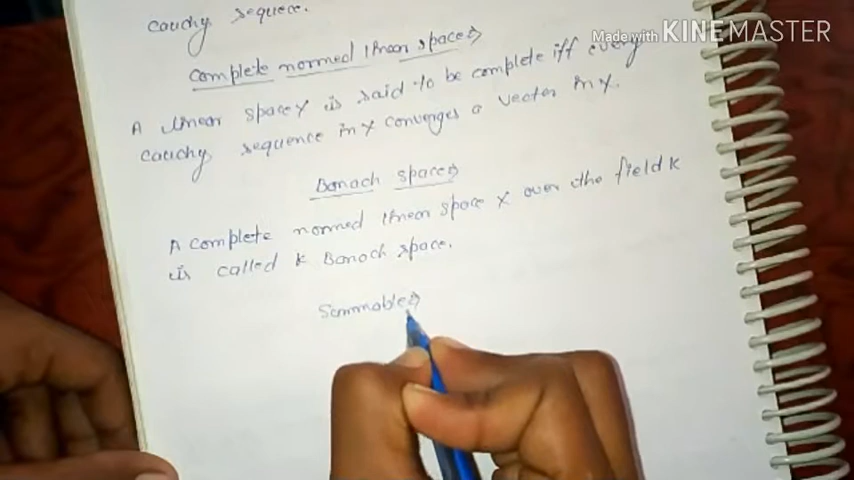 Made with KINEMASTER
cauchy sequece.
complete normed linear space⇒
A linear space X is said to be complete iff every
cauchy sequence in X converges a vector in X.
Banach space⇒
A complete normed linear space X over the field K
is called K Banach space.
Summable⇒